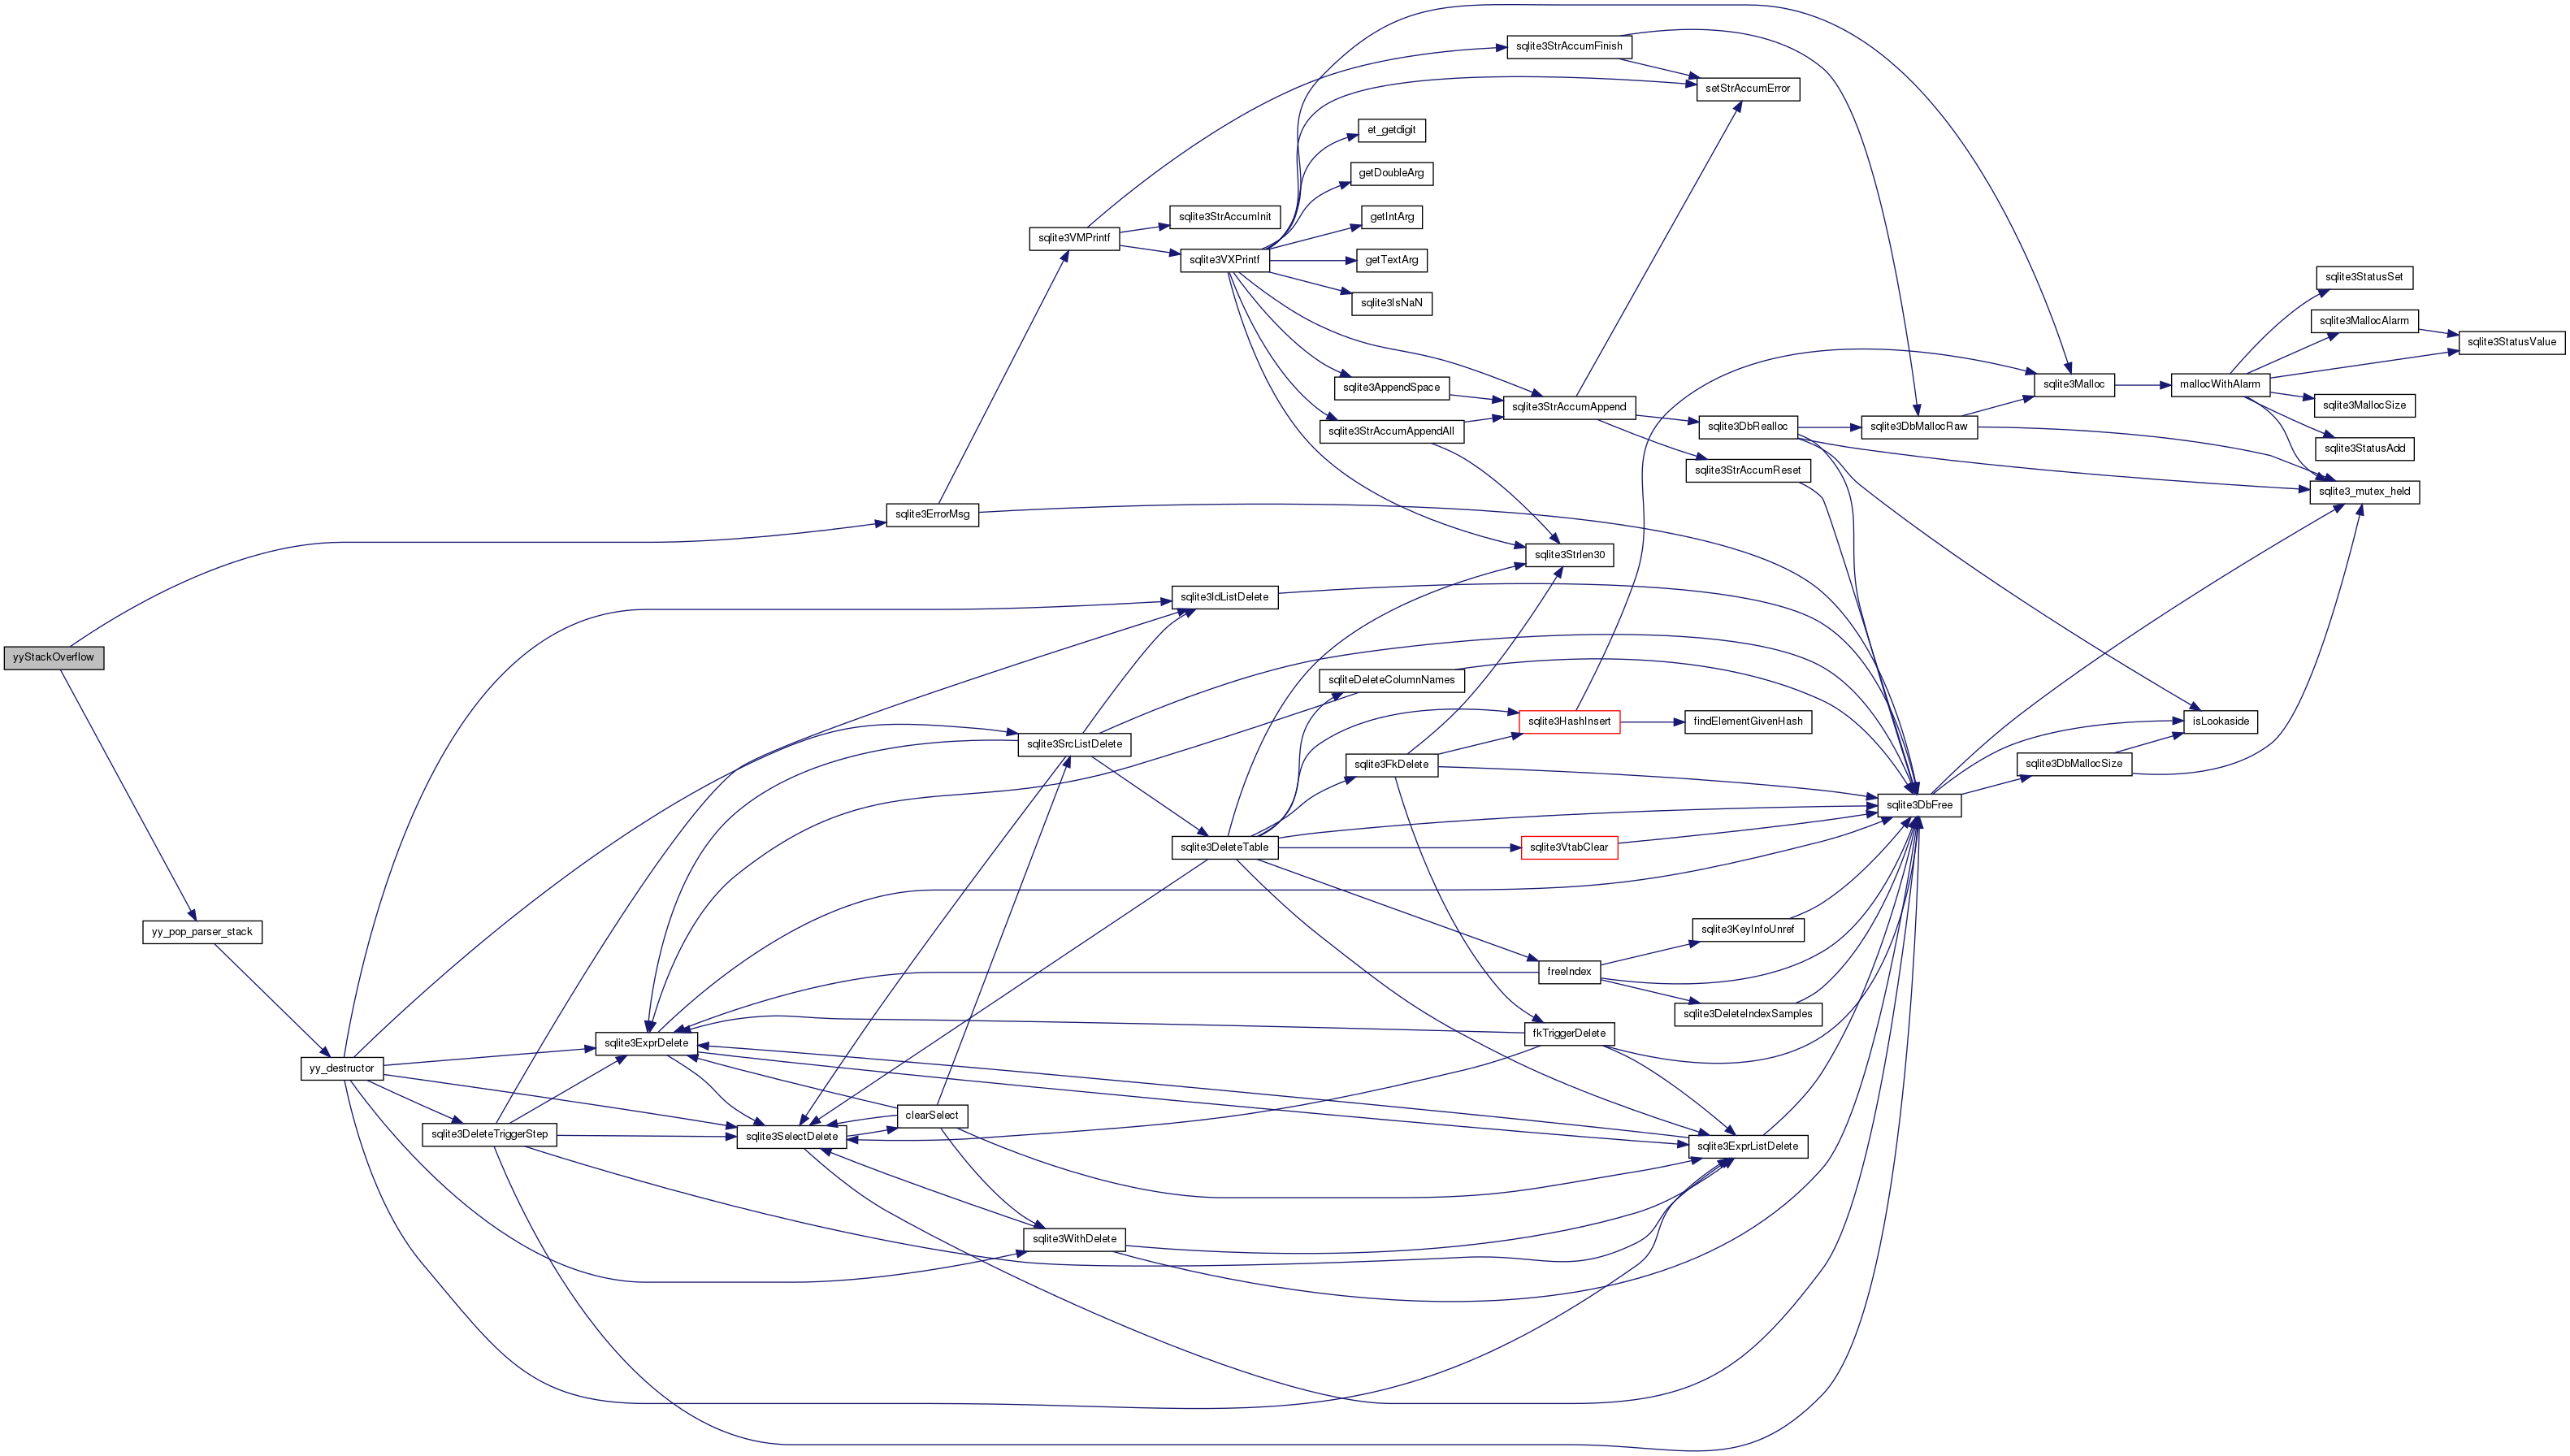 yyStackOverflow
yy_pop_parser_stack
yy_destructor
sqlite3DeleteTriggerStep
sqlite3ExprDelete
sqlite3SelectDelete
sqlite3ErrorMsg
clearSelect
sqlite3VMPrintf
sqlite3SrcListDelete
sqlite3WithDelete
sqlite3StrAccumInit
sqlite3VXPrintf
sqlite3IdListDelete
sqlite3DeleteTable
et_getdigit
getDoubleArg
getIntArg
getTextArg
sqlite3IsNaN
sqlite3AppendSpace
sqlite3StrAccumAppendAll
sqliteDeleteColumnNames
sqlite3FkDelete
sqlite3StrAccumFinish
sqlite3StrAccumAppend
sqlite3Strlen30
sqlite3HashInsert
sqlite3VtabClear
freeIndex
fkTriggerDelete
setStrAccumError
sqlite3DbRealloc
sqlite3StrAccumReset
findElementGivenHash
sqlite3KeyInfoUnref
sqlite3DeleteIndexSamples
sqlite3ExprListDelete
sqlite3DbMallocRaw
sqlite3DbFree
sqlite3Malloc
sqlite3DbMallocSize
mallocWithAlarm
isLookaside
sqlite3StatusSet
sqlite3MallocAlarm
sqlite3MallocSize
sqlite3StatusAdd
sqlite3_mutex_held
sqlite3StatusValue